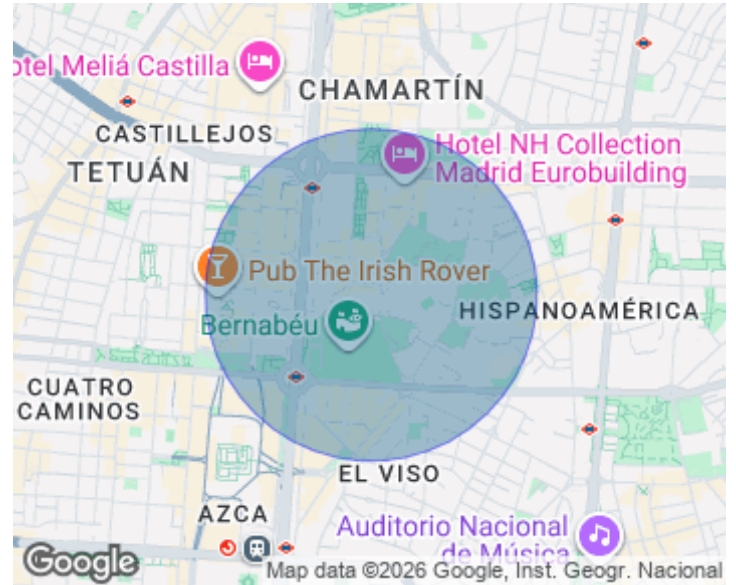 otel Meliá Castilla
CHAMARTÍN
CASTILLEJOS
TETUÁN
Hotel NH Collection
Madrid Eurobuilding
Pub The Irish Rover
Bernabéu
HISPANOAMÉRICA
CUATRO
CAMINOS
EL VISO
AZCA
Auditorio Nacional
de Música
Google
Map data ©2026 Google, Inst. Geogr. Nacional